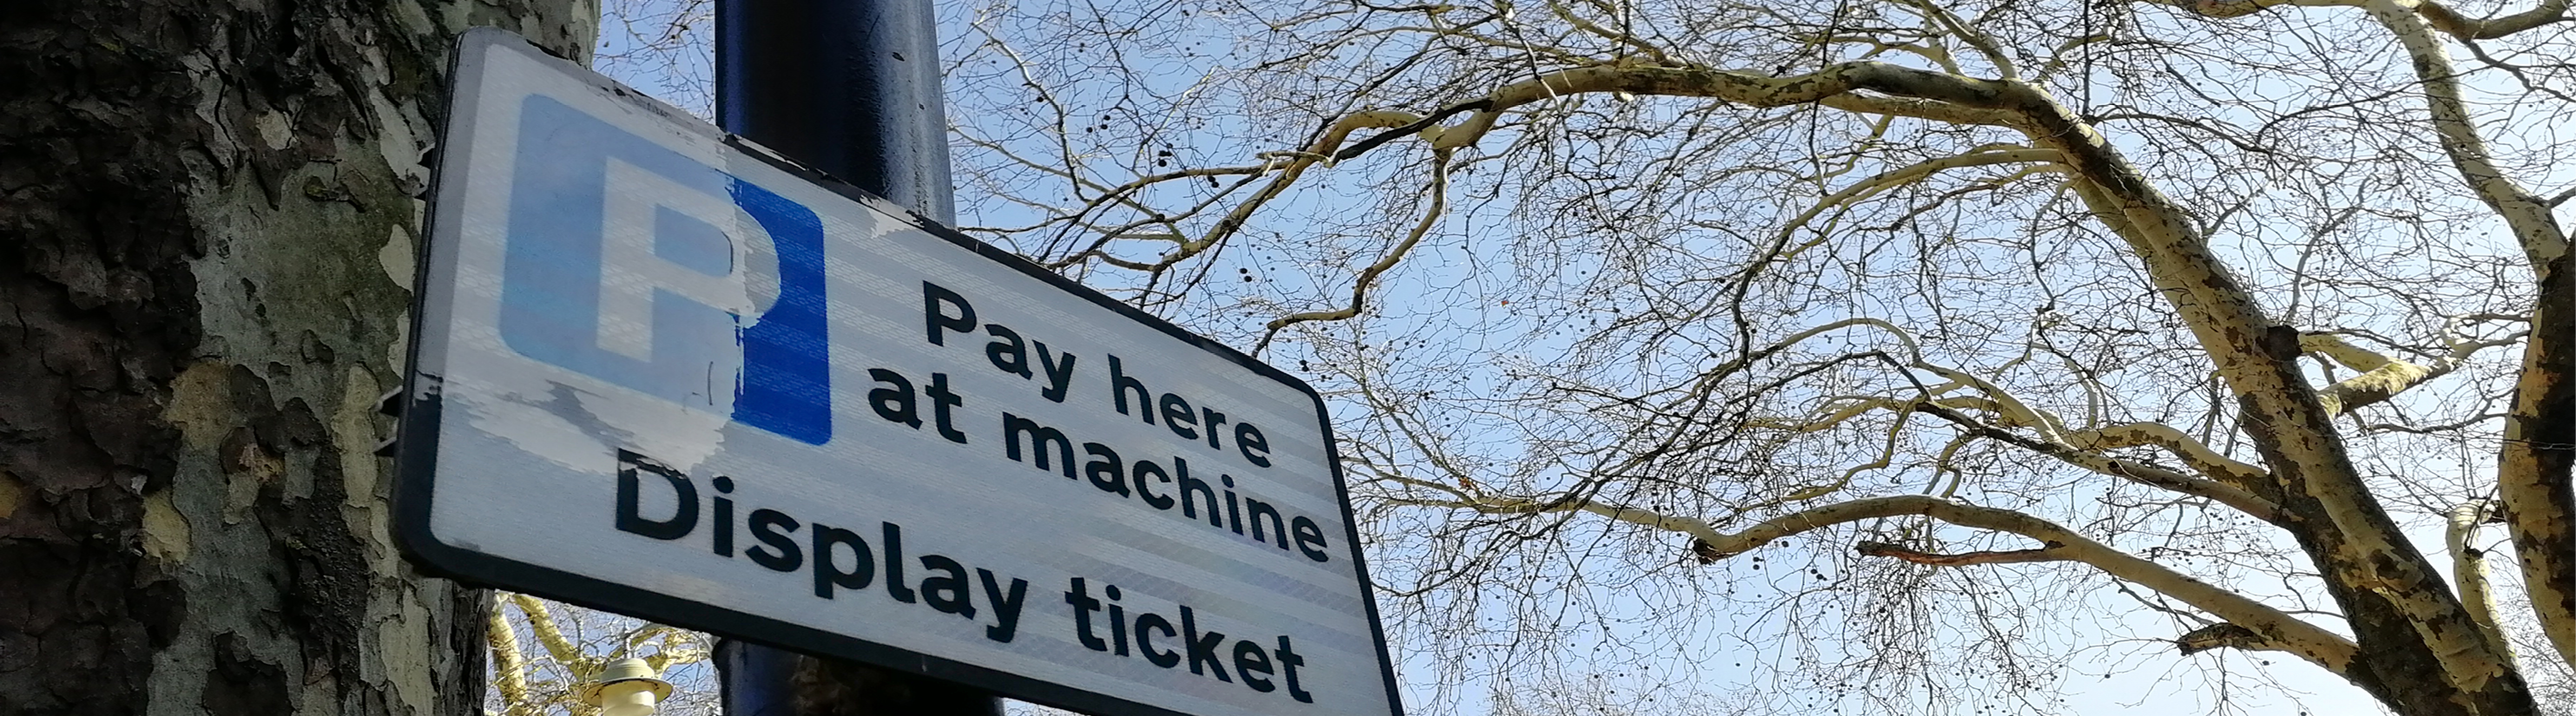 P
Pay here
at machine
Display ticket